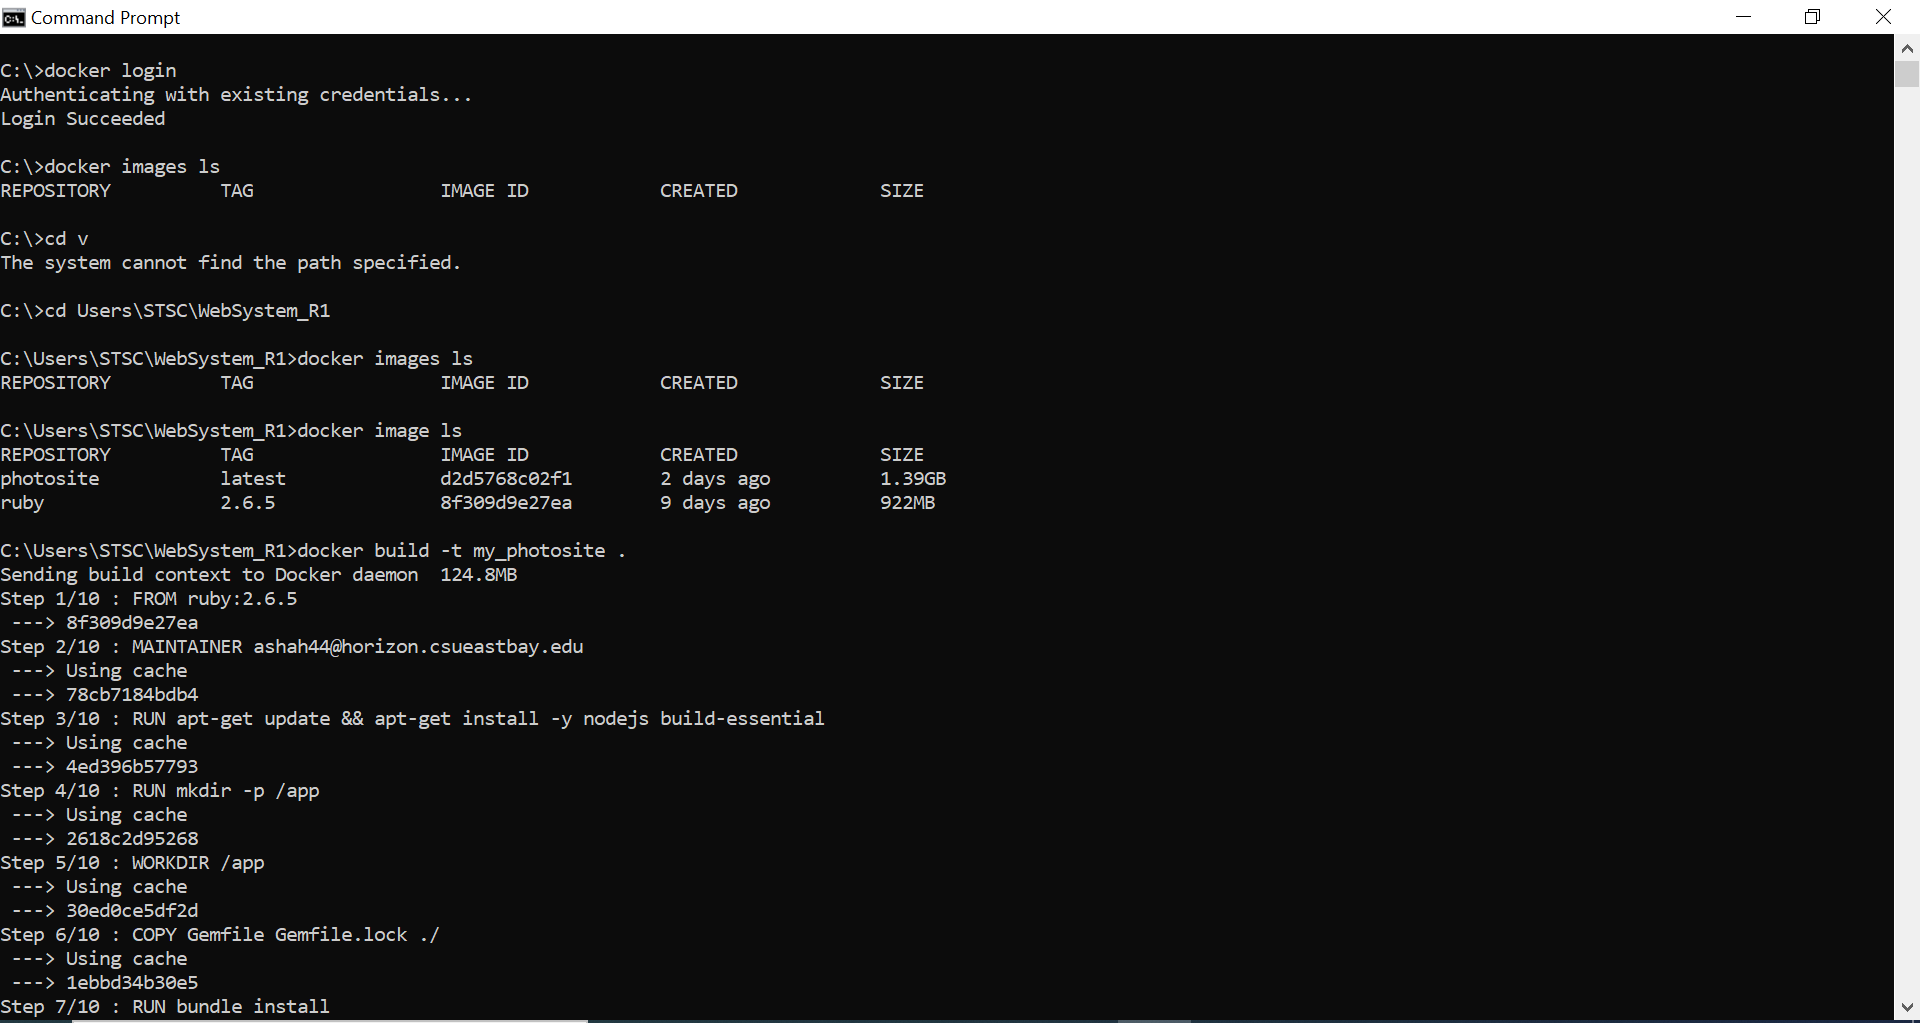 Command Prompt
C:\>docker login
Authenticating with existing credentials...
Login Succeeded
C:\>docker images ls
REPOSITORY          TAG                 IMAGE ID            CREATED             SIZE
C:\>cd v
The system cannot find the path specified.
C:\>cd Users\STSC\WebSystem_R1
C:\Users\STSC\WebSystem_R1>docker images ls
REPOSITORY          TAG                 IMAGE ID            CREATED             SIZE
C:\Users\STSC\WebSystem_R1>docker image ls
REPOSITORY          TAG                 IMAGE ID            CREATED             SIZE
photosite           latest              d2d5768c02f1        2 days ago          1.39GB
ruby                2.6.5               8f309d9e27ea        9 days ago          922MB
C:\Users\STSC\WebSystem_R1>docker build -t my_photosite .
Sending build context to Docker daemon  124.8MB
Step 1/10 : FROM ruby:2.6.5
 ---> 8f309d9e27ea
Step 2/10 : MAINTAINER ashah44@horizon.csueastbay.edu
 ---> Using cache
 ---> 78cb7184bdb4
Step 3/10 : RUN apt-get update && apt-get install -y nodejs build-essential
 ---> Using cache
 ---> 4ed396b57793
Step 4/10 : RUN mkdir -p /app
 ---> Using cache
 ---> 2618c2d95268
Step 5/10 : WORKDIR /app
 ---> Using cache
 ---> 30ed0ce5df2d
Step 6/10 : COPY Gemfile Gemfile.lock ./
 ---> Using cache
 ---> 1ebbd34b30e5
Step 7/10 : RUN bundle install